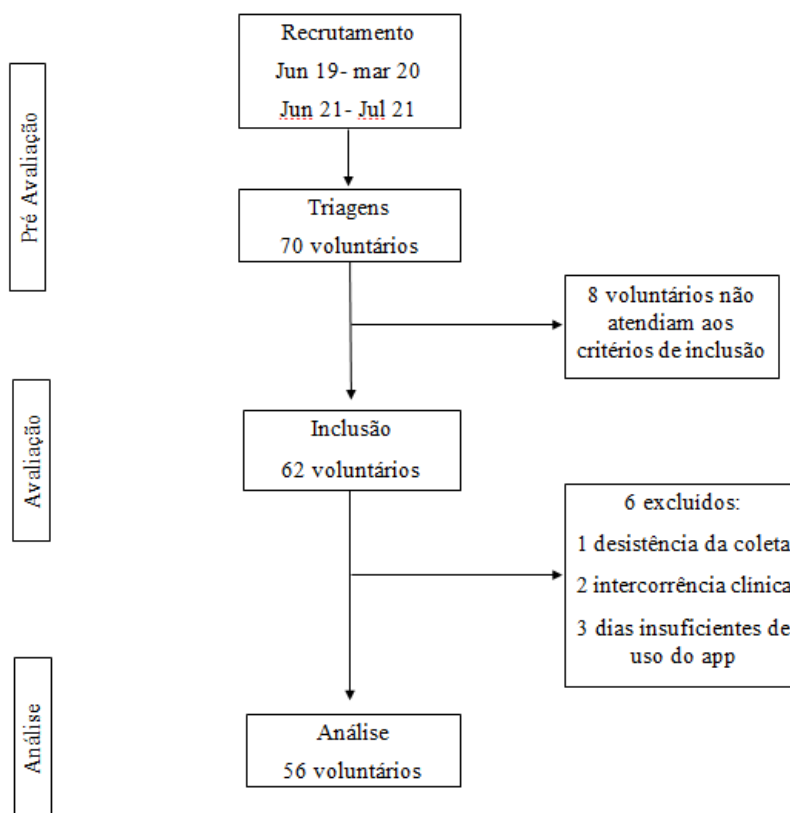 Pré Avaliação
Recrutamento
Jun 19- mar 20
Jun 21- Jul 21
Triagens
70 voluntários
8 voluntários não
atendiam aos
critérios de inclusão
Avaliação
Inclusão
62 voluntários
6 excluidos:
1 desistência da coleta
2 intercorrência clinica
3 dias insuficientes de
uso do app
Análise
Análise
56 voluntários